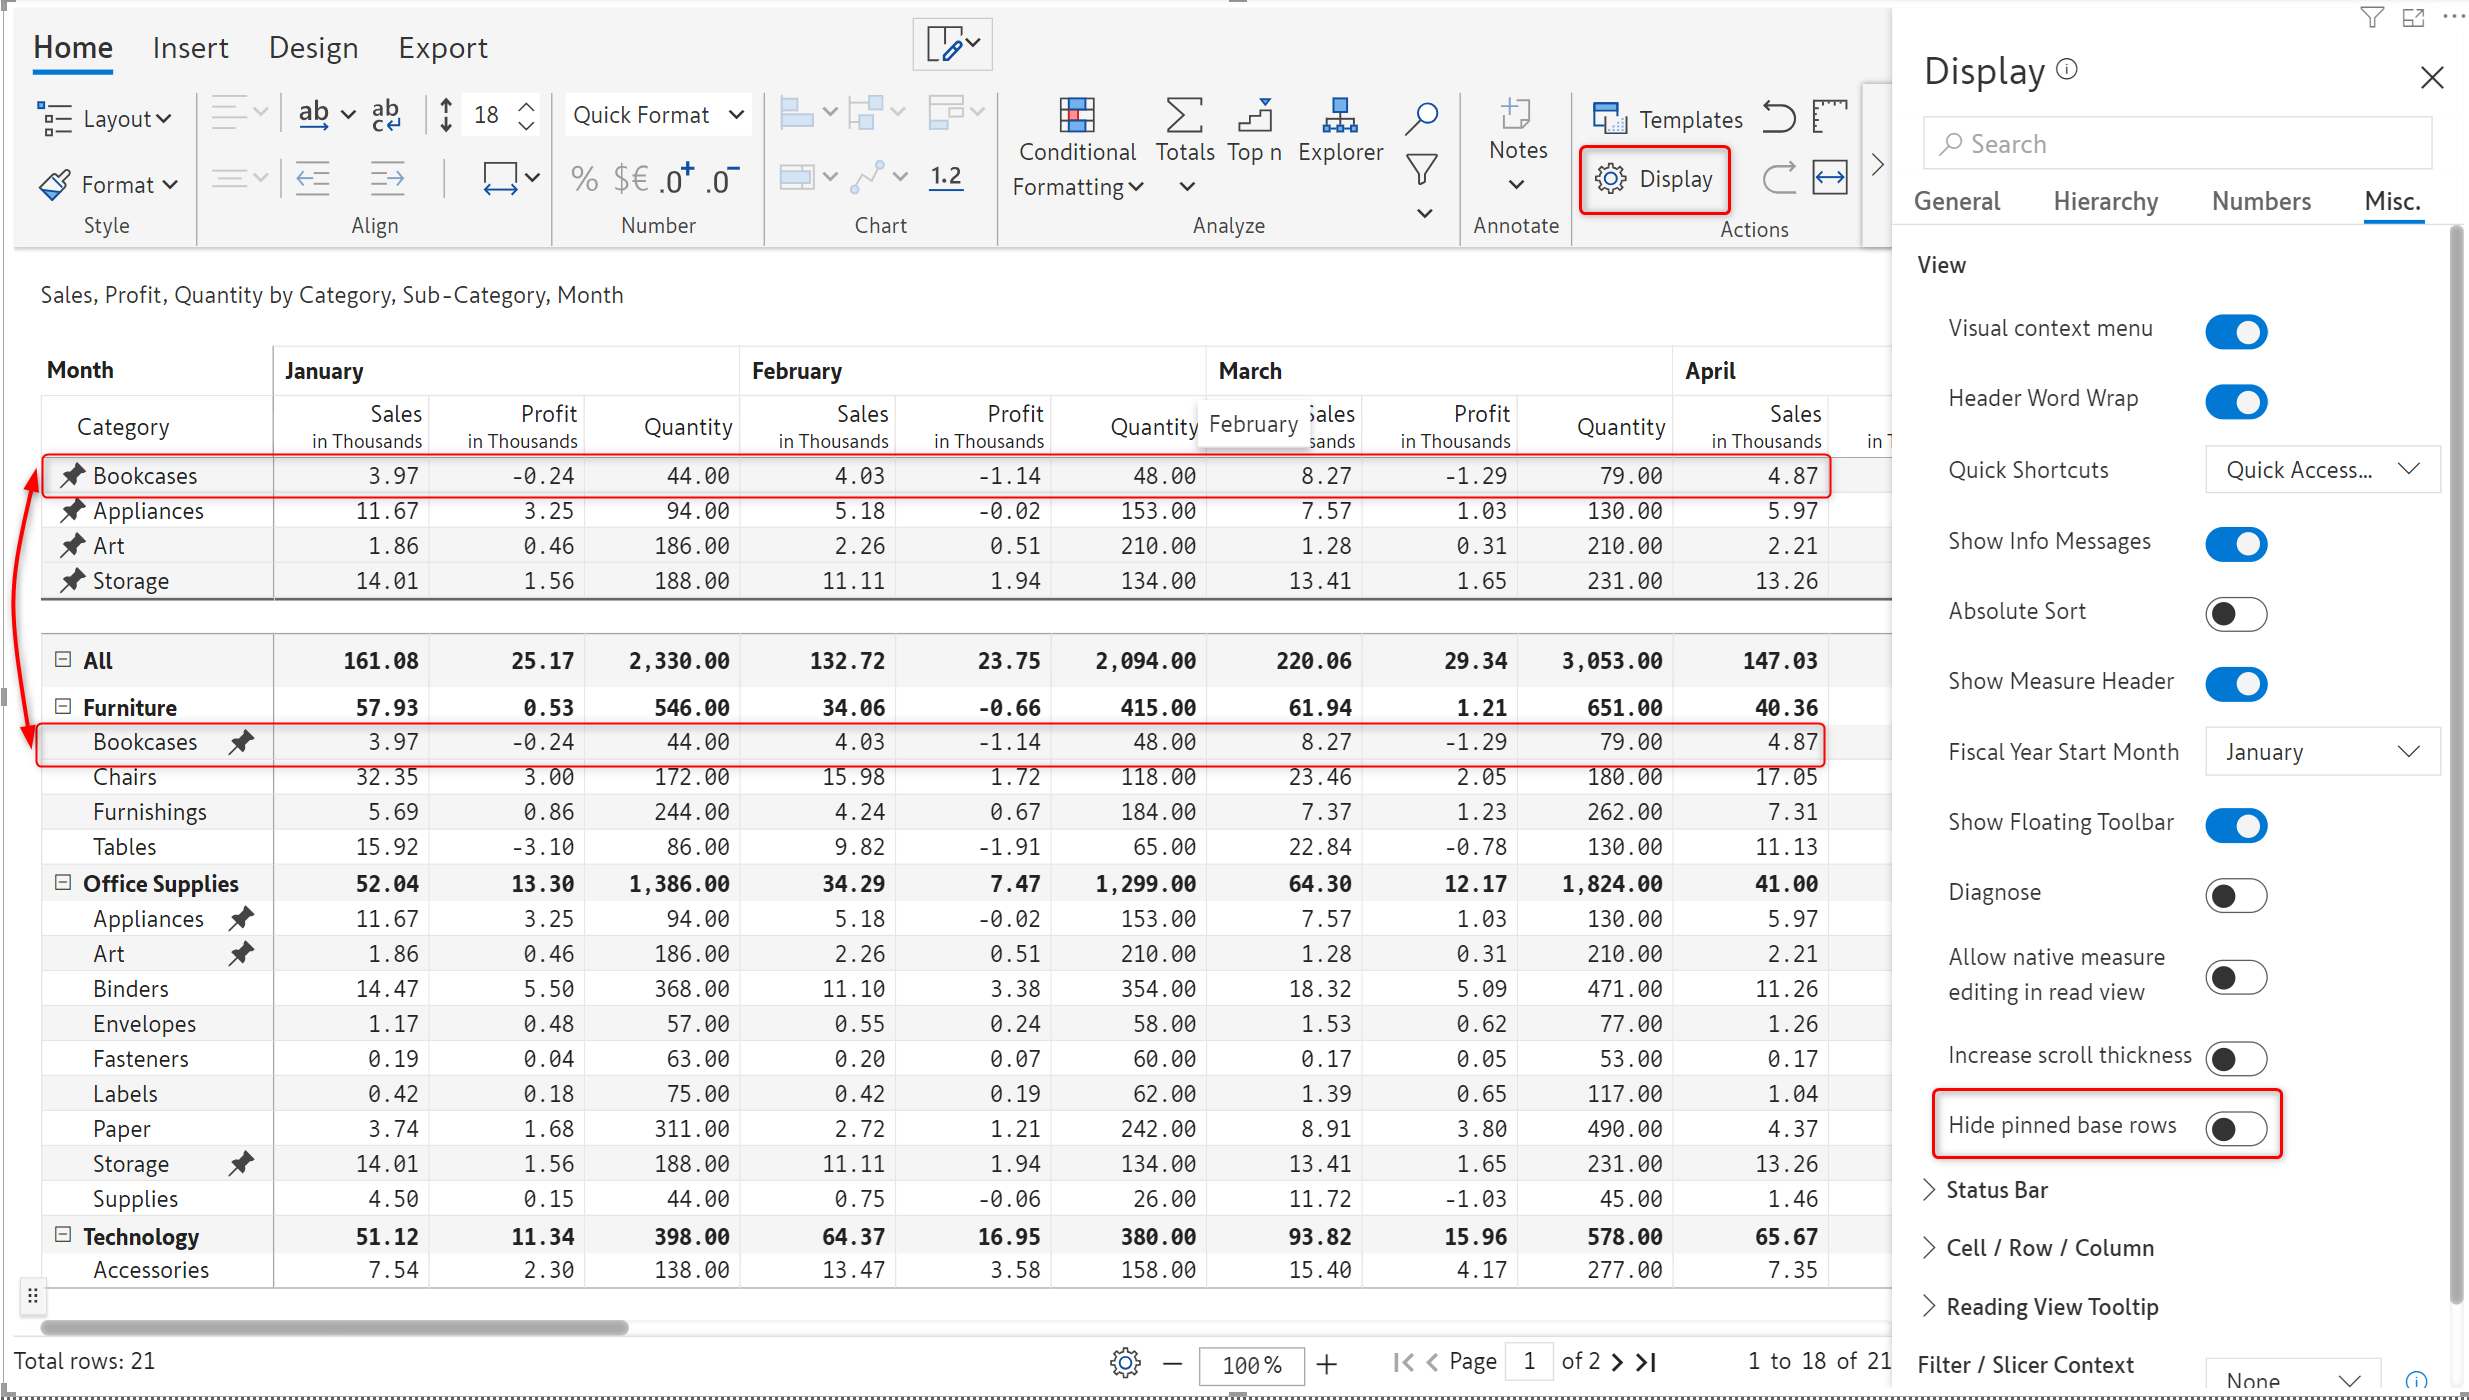 Home Insert Design Export
Layout
Format
Style
ab
ab
c
18
Align
Quick Format
% $€ .0+ .0−
Number
1.2
Chart
Conditional
Formatting
Totals
Top n
Explorer
Analyze
Notes
Annotate
Templates
Display
Actions
Sales, Profit, Quantity by Category, Sub-Category, Month
Month January February March April
Category Sales in Thousands Profit in Thousands Quantity Sales in Thousands Profit in Thousands Quantity February Sales sands Profit in Thousands Quantity Sales in Thousands in T
Bookcases 3.97 -0.24 44.00 4.03 -1.14 48.00 8.27 -1.29 79.00 4.87
Appliances 11.67 3.25 94.00 5.18 -0.02 153.00 7.57 1.03 130.00 5.97
Art 1.86 0.46 186.00 2.26 0.51 210.00 1.28 0.31 210.00 2.21
Storage 14.01 1.56 188.00 11.11 1.94 134.00 13.41 1.65 231.00 13.26
All 161.08 25.17 2,330.00 132.72 23.75 2,094.00 220.06 29.34 3,053.00 147.03
Furniture 57.93 0.53 546.00 34.06 -0.66 415.00 61.94 1.21 651.00 40.36
Bookcases 3.97 -0.24 44.00 4.03 -1.14 48.00 8.27 -1.29 79.00 4.87
Chairs 32.35 3.00 172.00 15.98 1.72 118.00 23.46 2.05 180.00 17.05
Furnishings 5.69 0.86 244.00 4.24 0.67 184.00 7.37 1.23 262.00 7.31
Tables 15.92 -3.10 86.00 9.82 -1.91 65.00 22.84 -0.78 130.00 11.13
Office Supplies 52.04 13.30 1,386.00 34.29 7.47 1,299.00 64.30 12.17 1,824.00 41.00
Appliances 11.67 3.25 94.00 5.18 -0.02 153.00 7.57 1.03 130.00 5.97
Art 1.86 0.46 186.00 2.26 0.51 210.00 1.28 0.31 210.00 2.21
Binders 14.47 5.50 368.00 11.10 3.38 354.00 18.32 5.09 471.00 11.26
Envelopes 1.17 0.48 57.00 0.55 0.24 58.00 1.53 0.62 77.00 1.26
Fasteners 0.19 0.04 63.00 0.20 0.07 60.00 0.17 0.05 53.00 0.17
Labels 0.42 0.18 75.00 0.42 0.19 62.00 1.39 0.65 117.00 1.04
Paper 3.74 1.68 311.00 2.72 1.21 242.00 8.91 3.80 490.00 4.37
Storage 14.01 1.56 188.00 11.11 1.94 134.00 13.41 1.65 231.00 13.26
Supplies 4.50 0.15 44.00 0.75 -0.06 26.00 11.72 -1.03 45.00 1.46
Technology 51.12 11.34 398.00 64.37 16.95 380.00 93.82 15.96 578.00 65.67
Accessories 7.54 2.30 138.00 13.47 3.58 158.00 15.40 4.17 277.00 7.35
Total rows: 21
100%
Page 1 of 2
1 to 18 of 21
Display
Search
General Hierarchy Numbers Misc.
View
Visual context menu
Header Word Wrap
Quick Shortcuts Quick Access...
Show Info Messages
Absolute Sort
Show Measure Header
Fiscal Year Start Month January
Show Floating Toolbar
Diagnose
Allow native measure
editing in read view
Increase scroll thickness
Hide pinned base rows
Status Bar
Cell / Row / Column
Reading View Tooltip
Filter / Slicer Context None